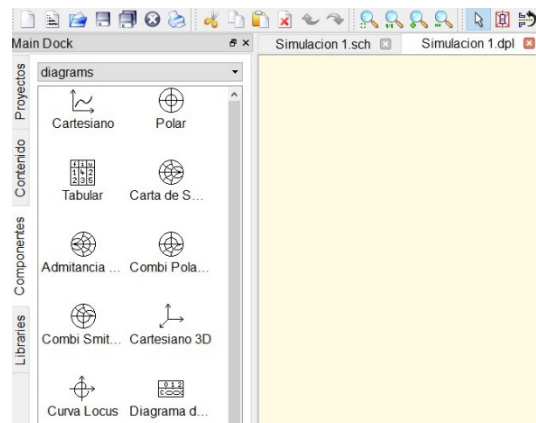 Main Dock
Simulacion 1.sch
Simulacion 1.dpl
Proyectos
Contenido
Componentes
Libraries
diagrams
Cartesiano
Polar
Tabular
Carta de S...
Admitancia ...
Combi Pola...
Combi Smit...
Cartesiano 3D
Curva Locus
Diagrama d...